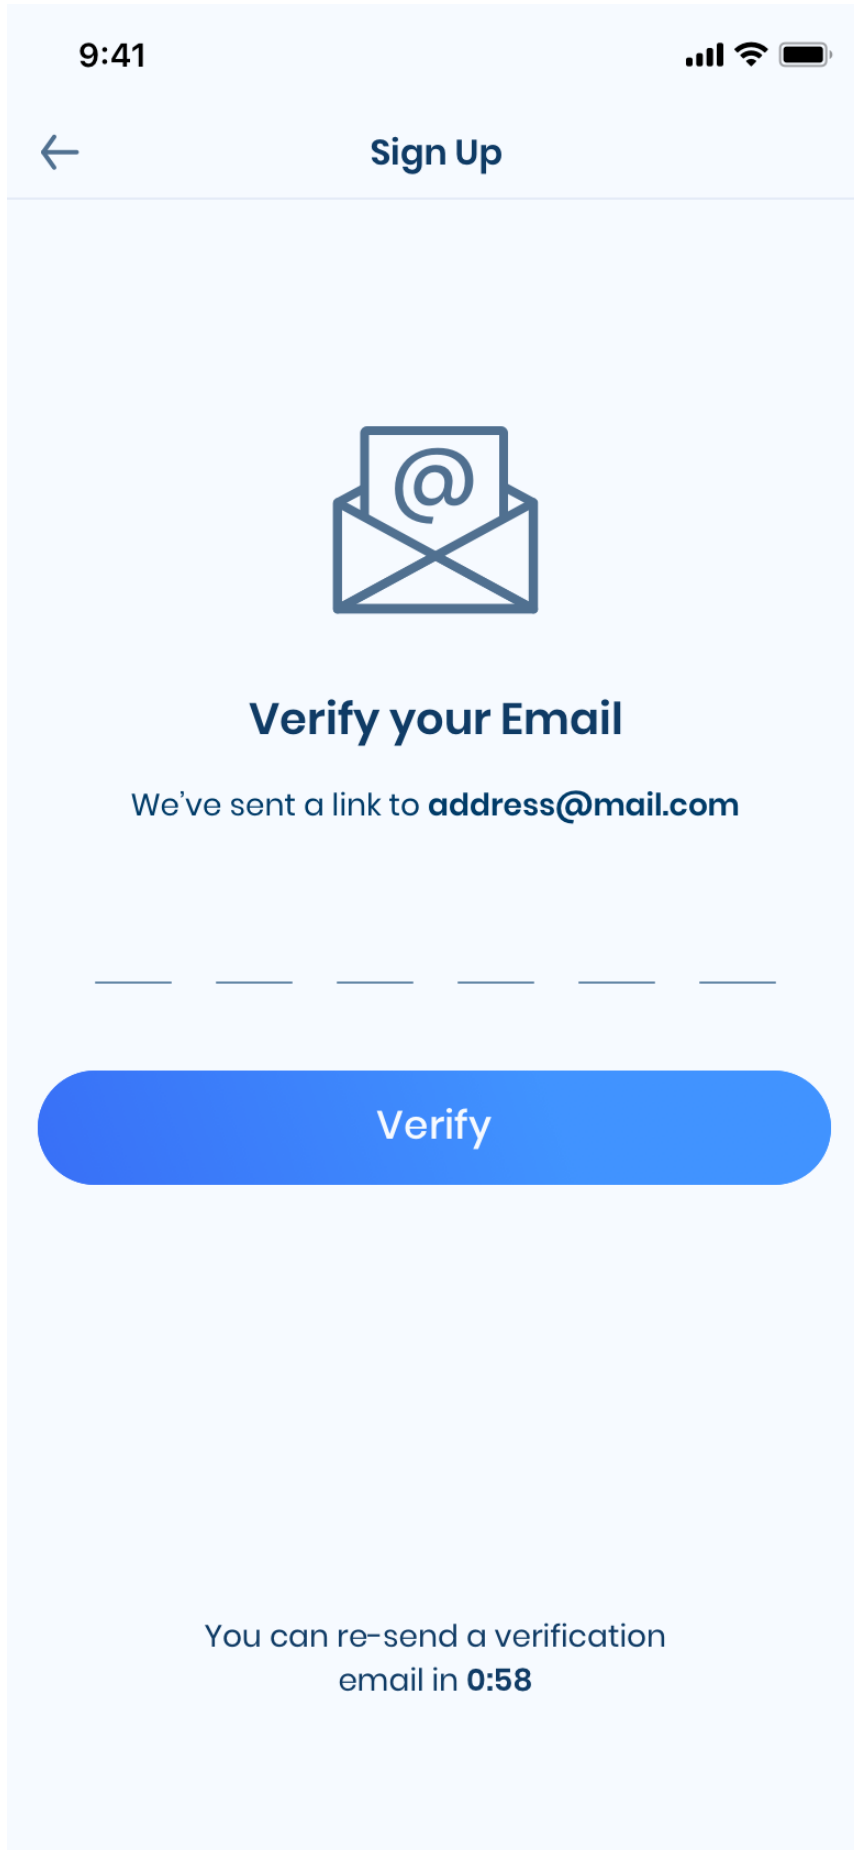 9:41
Sign Up
@
Verify your Email
We’ve sent a link to address@mail.com
Verify
You can re-send a verification
email in 0:58